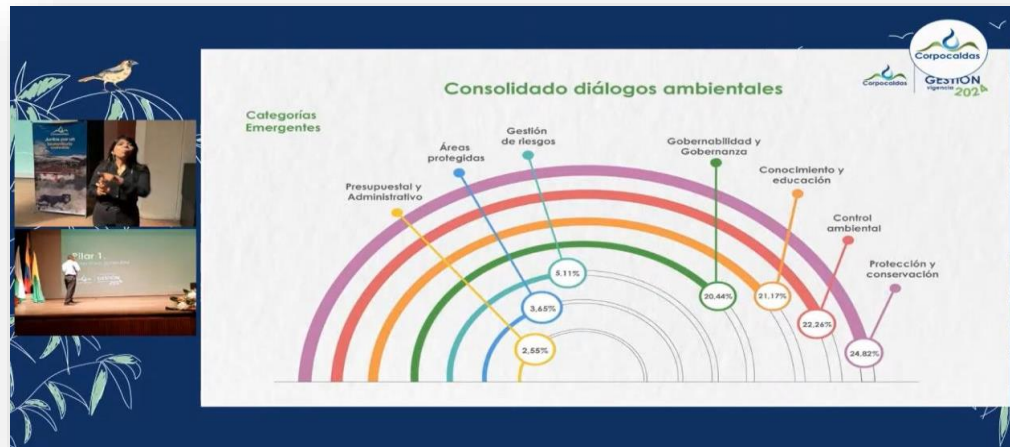 Corpocaldas
Corpocaldas
GESTIÓN
vigencia 2024
Consolidado diálogos ambientales
Categorías
Emergentes
Gestión
de riesgos
Áreas
protegidas
Presupuestal y
Administrativo
Gobernabilidad y
Gobernanza
Conocimiento y
educación
Control
ambiental
Protección y
conservación
5.11%
3,65%
2,55%
20,44%
21,17%
22,26%
24.82%
Pilar 1.